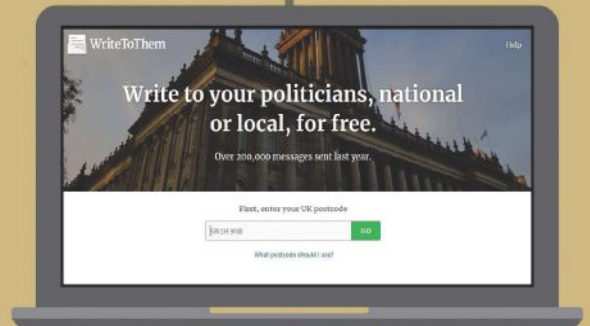 WriteToThem
Help
Write to your politicians, national
or local, for free.
Over 200,000 messages sent last year.
First, enter your UK postcode
GO
What postcode should I use?